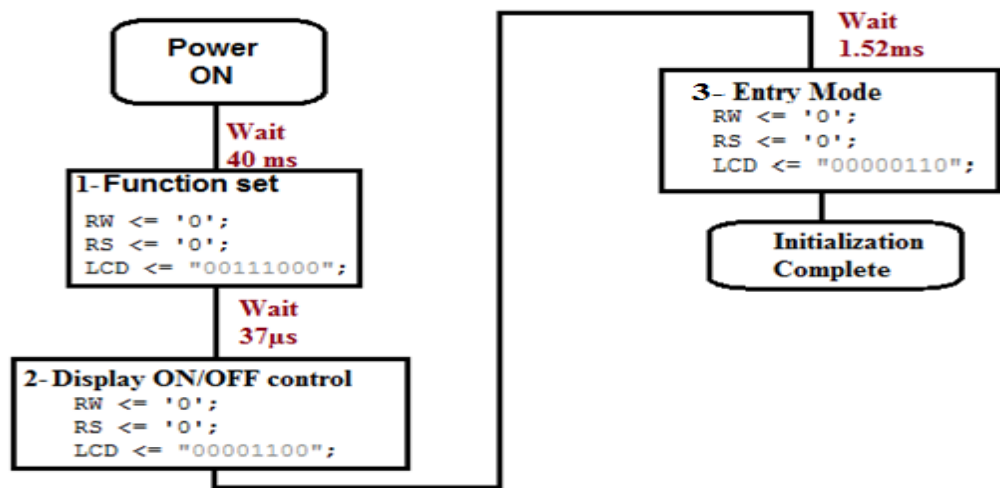 Power
ON
Wait
40 ms
1-Function set
RW <= '0';
RS <= '0';
LCD <= "00111000";
Wait
37µs
2-Display ON/OFF control
RW <= '0';
RS <= '0';
LCD <= "00001100";
Wait
1.52ms
3- Entry Mode
RW <= '0';
RS <= '0';
LCD <= "00000110";
Initialization
Complete